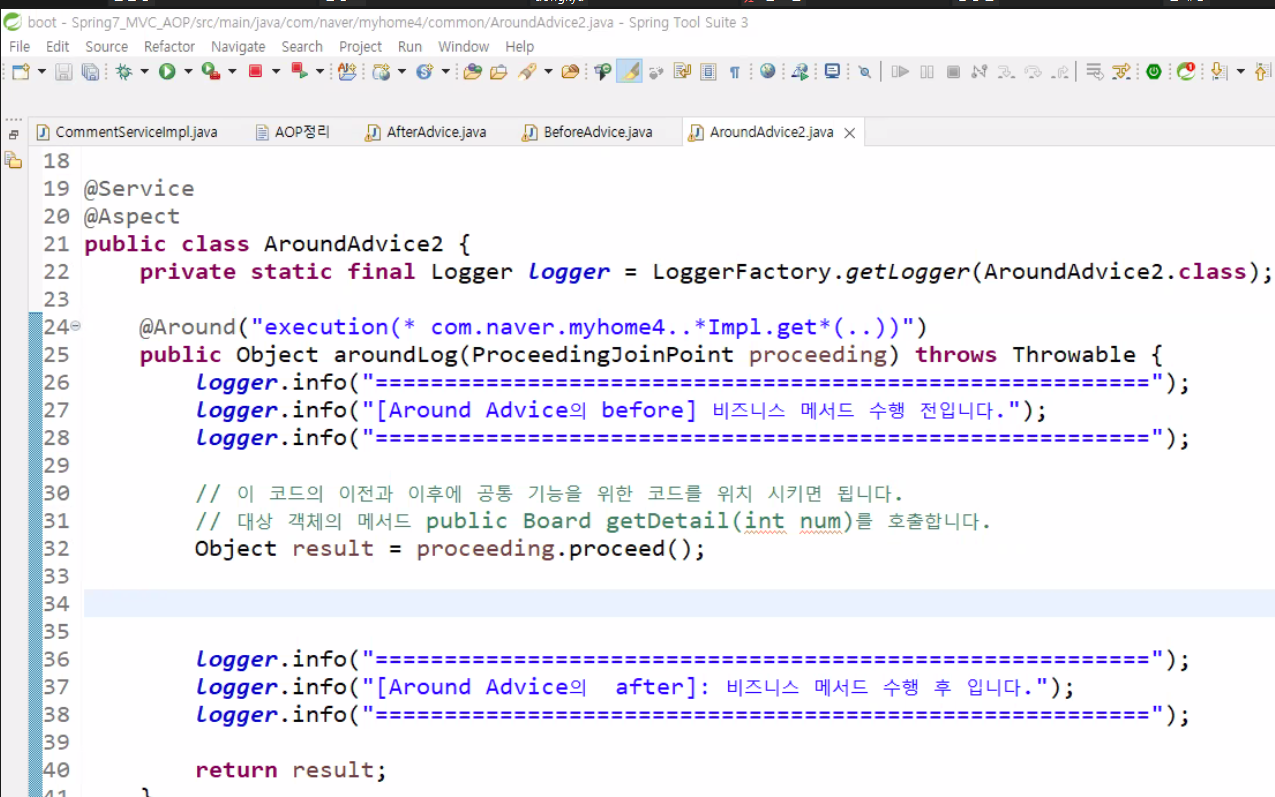 boot - Spring7_MVC_AOP/src/main/java/com/naver/myhome4/common/AroundAdvice2.java - Spring Tool Suite 3
File Edit Source Refactor Navigate Search Project Run Window Help
CommentServiceImpl.java AOP정리 AfterAdvice.java BeforeAdvice.java AroundAdvice2.java
18
19 @Service
20 @Aspect
21 public class AroundAdvice2 {
22 private static final Logger logger = LoggerFactory.getLogger(AroundAdvice2.class);
23
24 @Around("execution(* com.naver.myhome4..*Impl.get*(..))")
25 public Object aroundLog(ProceedingJoinPoint proceeding) throws Throwable {
26 logger.info("========================================================");
27 logger.info("[Around Advice의 before] 비즈니스 메서드 수행 전입니다.");
28 logger.info("========================================================");
29
30 // 이 코드의 이전과 이후에 공통 기능을 위한 코드를 위치 시키면 됩니다.
31 // 대상 객체의 메서드 public Board getDetail(int num)를 호출합니다.
32 Object result = proceeding.proceed();
33
34
35
36 logger.info("========================================================");
37 logger.info("[Around Advice의  after]: 비즈니스 메서드 수행 후 입니다.");
38 logger.info("========================================================");
39
40 return result;
41 }